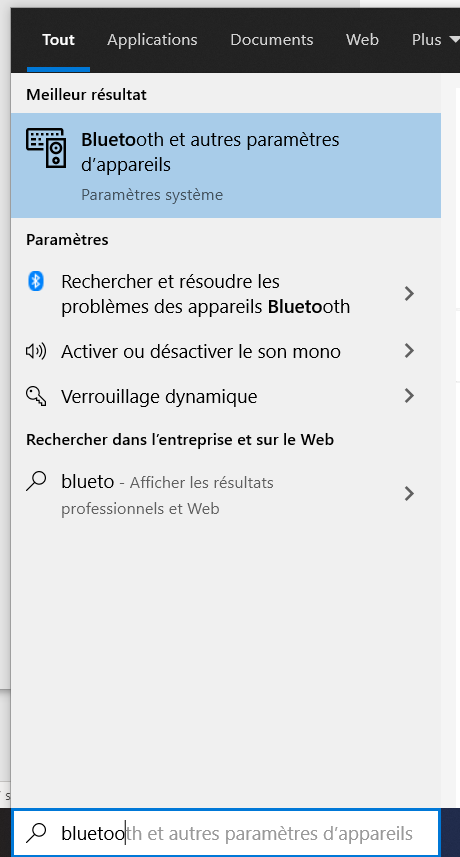 Tout Applications Documents Web Plus
Meilleur résultat
Bluetooth et autres paramètres
d'appareils
Paramètres système
Paramètres
Rechercher et résoudre les
problèmes des appareils Bluetooth
Activer ou désactiver le son mono
Verrouillage dynamique
Rechercher dans l'entreprise et sur le Web
blueto - Afficher les résultats
professionnels et Web
bluetooth et autres paramètres d'appareils